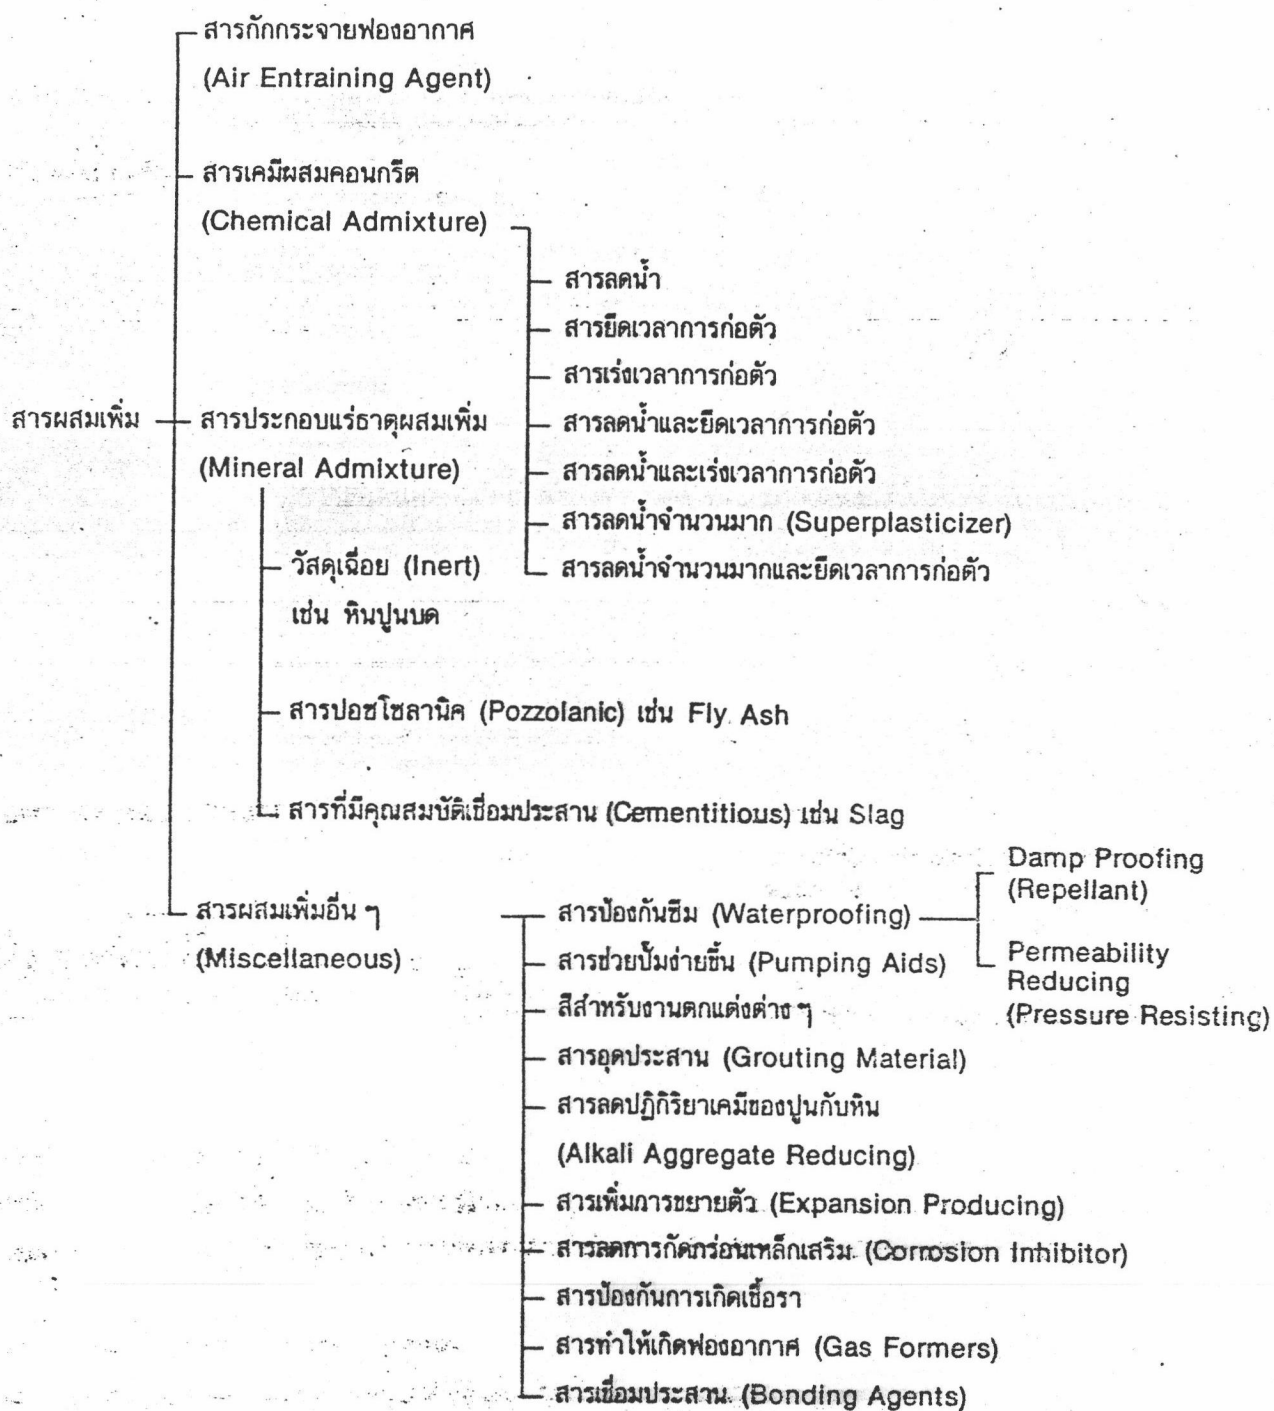 สารกักกระจายฟองอากาศ
(Air Entraining Agent)
สารเคมีผสมคอนกรีต
(Chemical Admixture)
สารลดน้ำ
สารยืดเวลาการก่อตัว
สารเร่งเวลาการก่อตัว
สารลดน้ำและยืดเวลาการก่อตัว
สารลดน้ำและเร่งเวลาการก่อตัว
สารลดน้ำจำนวนมาก (Superplasticizer)
สารลดน้ำจำนวนมากและยืดเวลาการก่อตัว
สารผสมเพิ่ม
สารประกอบแร่ธาตุผสมเพิ่ม
(Mineral Admixture)
วัสดุเฉื่อย (Inert)
เช่น หินปูนบด
สารปอซโซลานิค (Pozzolanic) เช่น Fly Ash
สารที่มีคุณสมบัติเชื่อมประสาน (Cementitious) เช่น Slag
สารผสมเพิ่มอื่น ๆ
(Miscellaneous)
สารป้องกันซึม (Waterproofing)
Damp Proofing
(Repellant)
Permeability
Reducing
(Pressure Resisting)
สารช่วยปั๊มง่ายขึ้น (Pumping Aids)
สีสำหรับงานตกแต่งต่าง ๆ
สารอุดประสาน (Grouting Material)
สารลดปฏิกิริยาเคมีของปูนกับหิน
(Alkali Aggregate Reducing)
สารเพิ่มการขยายตัว (Expansion Producing)
สารลดการกัดกร่อนเหล็กเสริม (Corrosion Inhibitor)
สารป้องกันการเกิดเชื้อรา
สารทำให้เกิดฟองอากาศ (Gas Formers)
สารเชื่อมประสาน (Bonding Agents)